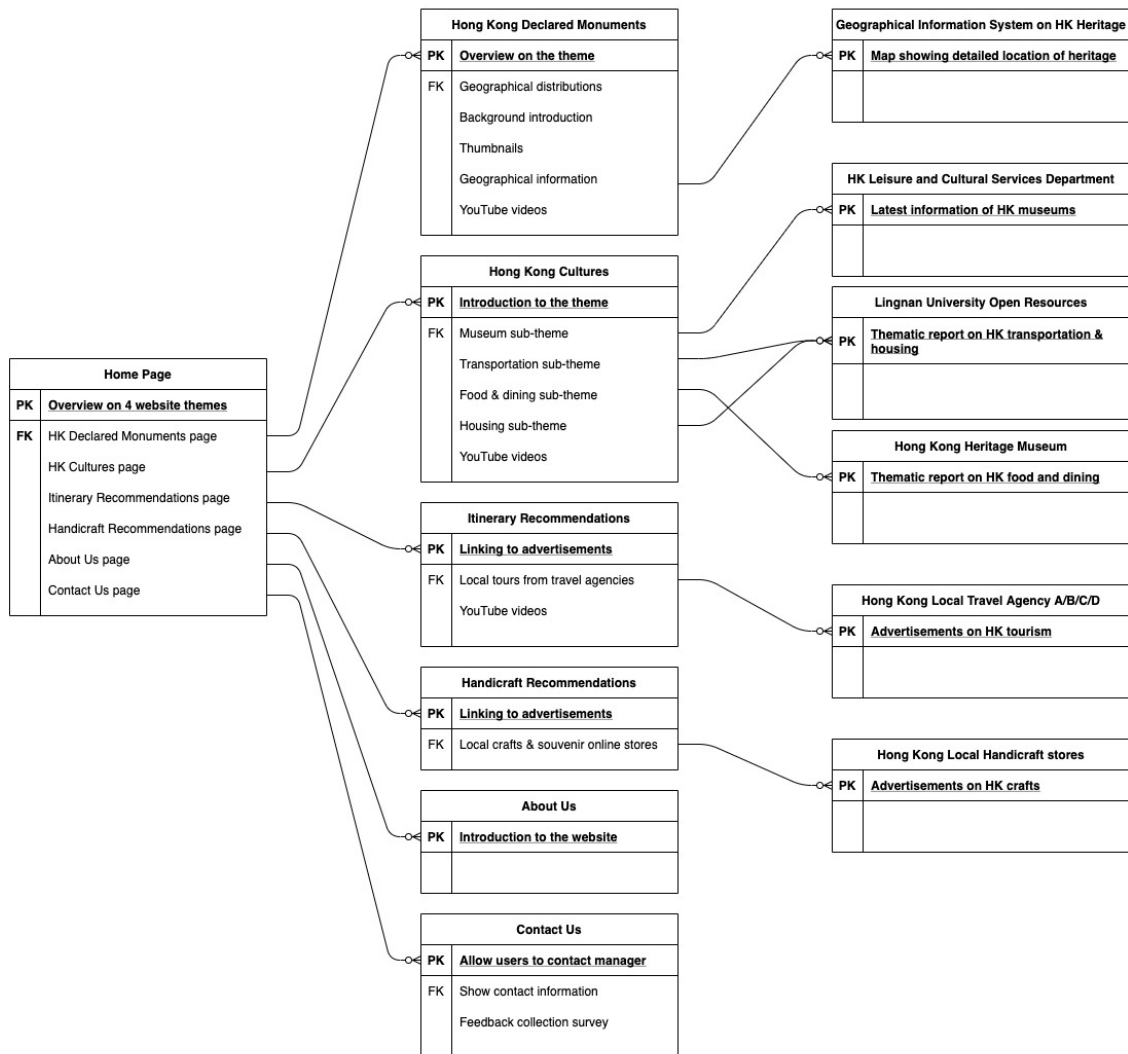 Home Page
PK Overview on 4 website themes
FK HK Declared Monuments page
HK Cultures page
Itinerary Recommendations page
Handicraft Recommendations page
About Us page
Contact Us page
Hong Kong Declared Monuments
PK Overview on the theme
FK Geographical distributions
Background introduction
Thumbnails
Geographical information
YouTube videos
Hong Kong Cultures
PK Introduction to the theme
FK Museum sub-theme
Transportation sub-theme
Food & dining sub-theme
Housing sub-theme
YouTube videos
Itinerary Recommendations
PK Linking to advertisements
FK Local tours from travel agencies
YouTube videos
Handicraft Recommendations
PK Linking to advertisements
FK Local crafts & souvenir online stores
About Us
PK Introduction to the website
Contact Us
PK Allow users to contact manager
FK Show contact information
Feedback collection survey
Geographical Information System on HK Heritage
PK Map showing detailed location of heritage
HK Leisure and Cultural Services Department
PK Latest information of HK museums
Lingnan University Open Resources
PK Thematic report on HK transportation &
housing
Hong Kong Heritage Museum
PK Thematic report on HK food and dining
Hong Kong Local Travel Agency A/B/C/D
PK Advertisements on HK tourism
Hong Kong Local Handicraft stores
PK Advertisements on HK crafts